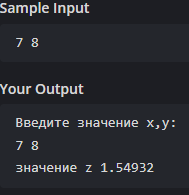 Sample Input
7 8
Your Output
Введите значение x,y:
7 8
значение z 1.54932